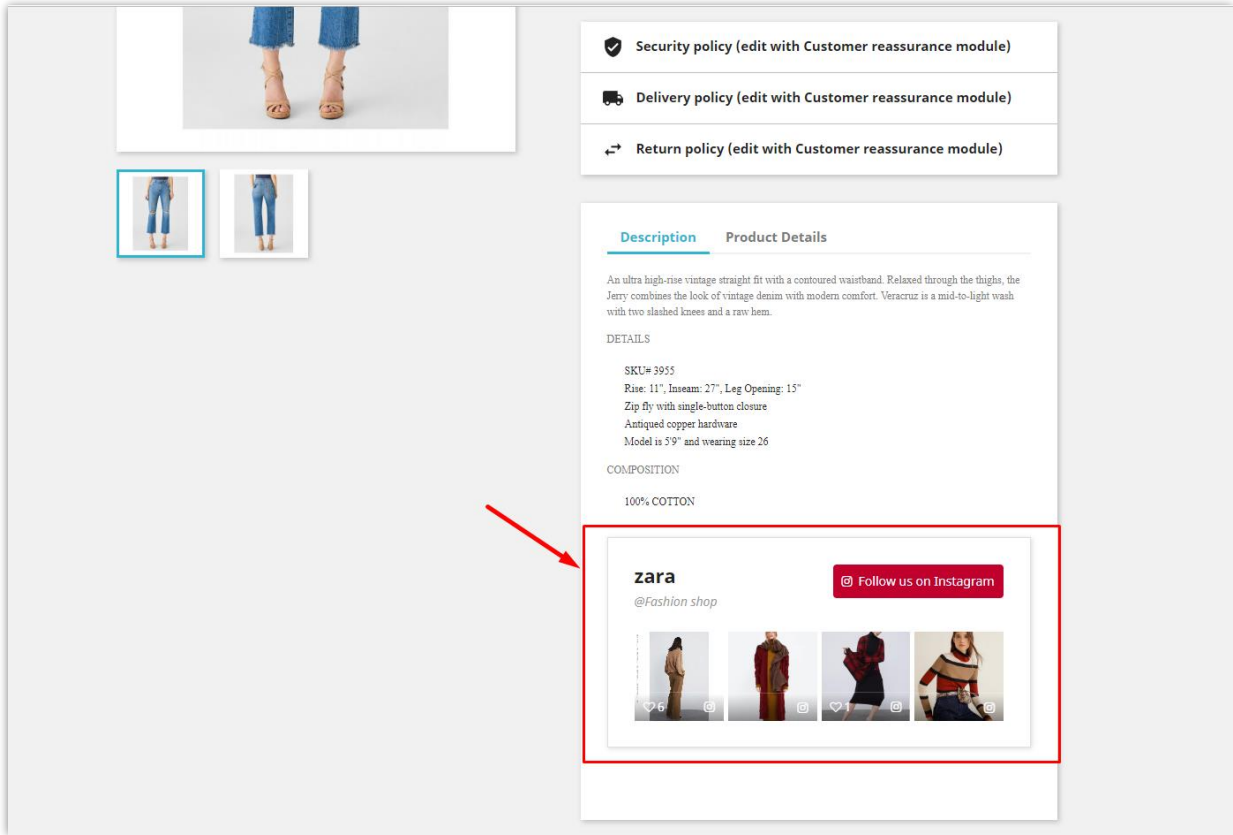 Security policy (edit with Customer reassurance module)
Delivery policy (edit with Customer reassurance module)
Return policy (edit with Customer reassurance module)
Description Product Details
An ultra high-rise vintage straight fit with a contoured waistband. Relaxed through the thighs, the
Jerry combines the look of vintage denim with modern comfort. Veracruz is a mid-to-light wash
with two slashed knees and a raw hem.
DETAILS
SKU# 3955
Rise: 11", Inseam: 27", Leg Opening: 15"
Zip fly with single-button closure
Antiqued copper hardware
Model is 5'9" and wearing size 26
COMPOSITION
100% COTTON
zara
@Fashion shop
Follow us on Instagram
6
1